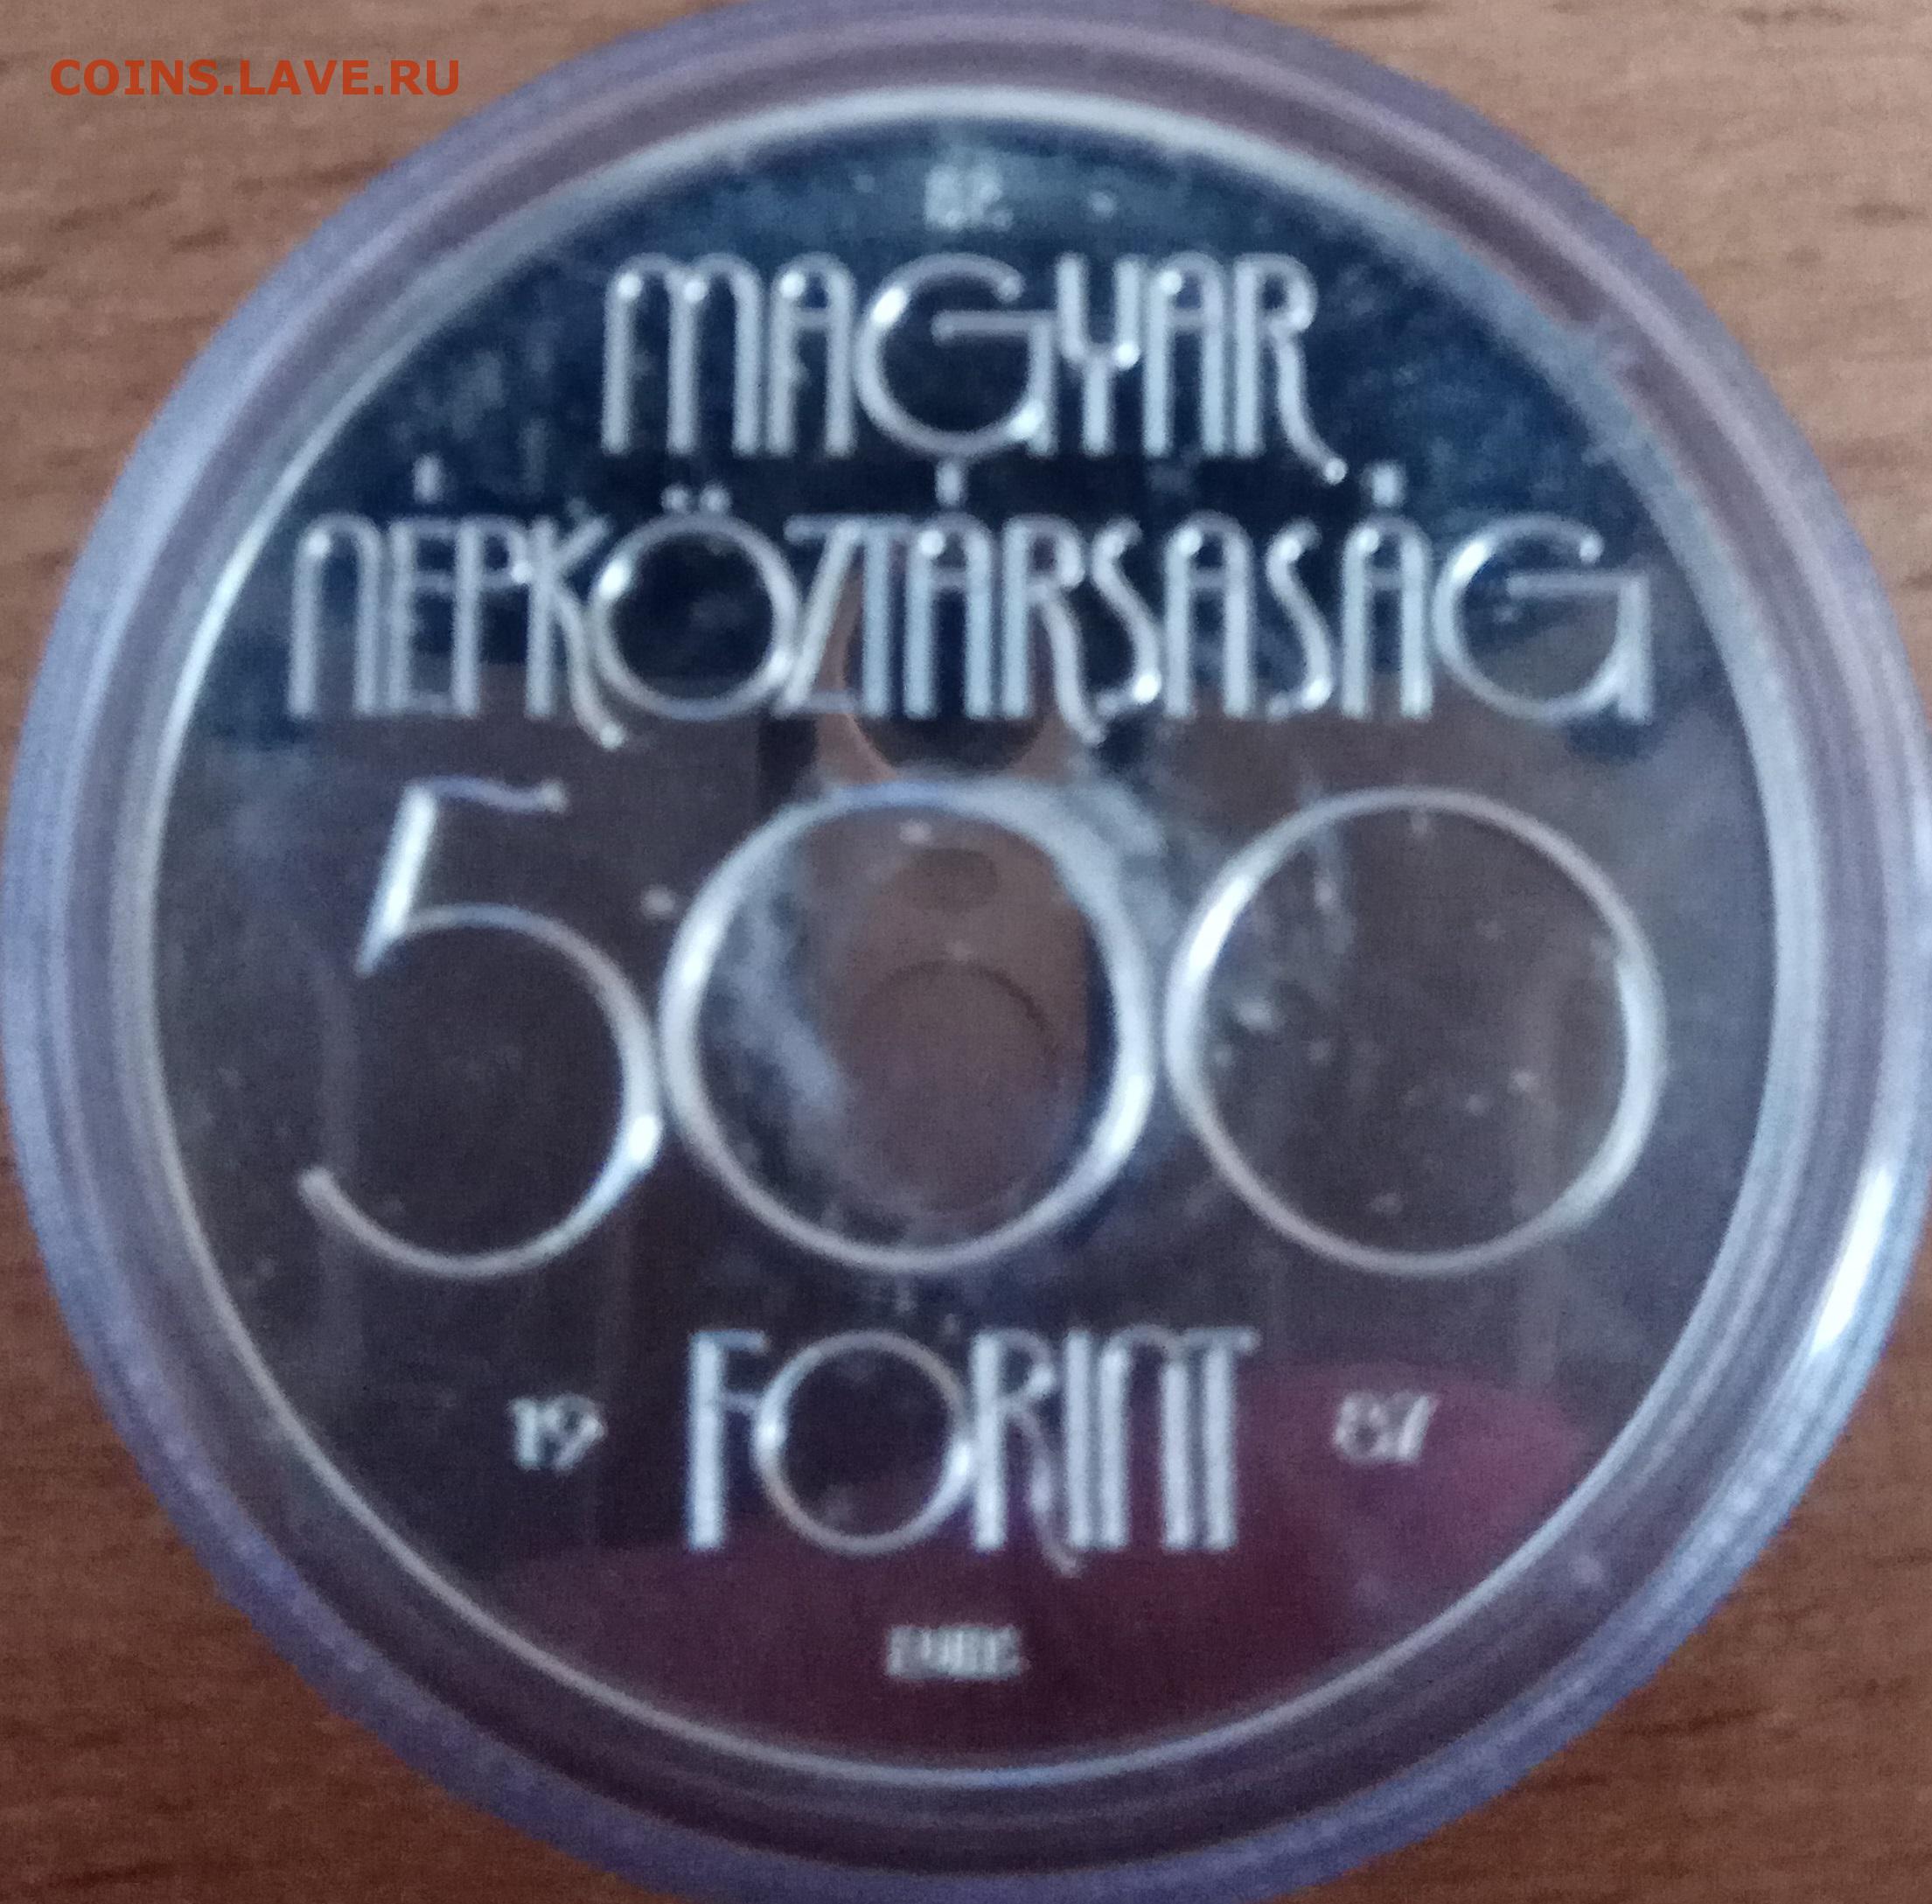 COINS.LAVE.RU
BP.
MAGYAR
NÉPKÖZTÁRSASÁG
500
19 FORINT 87